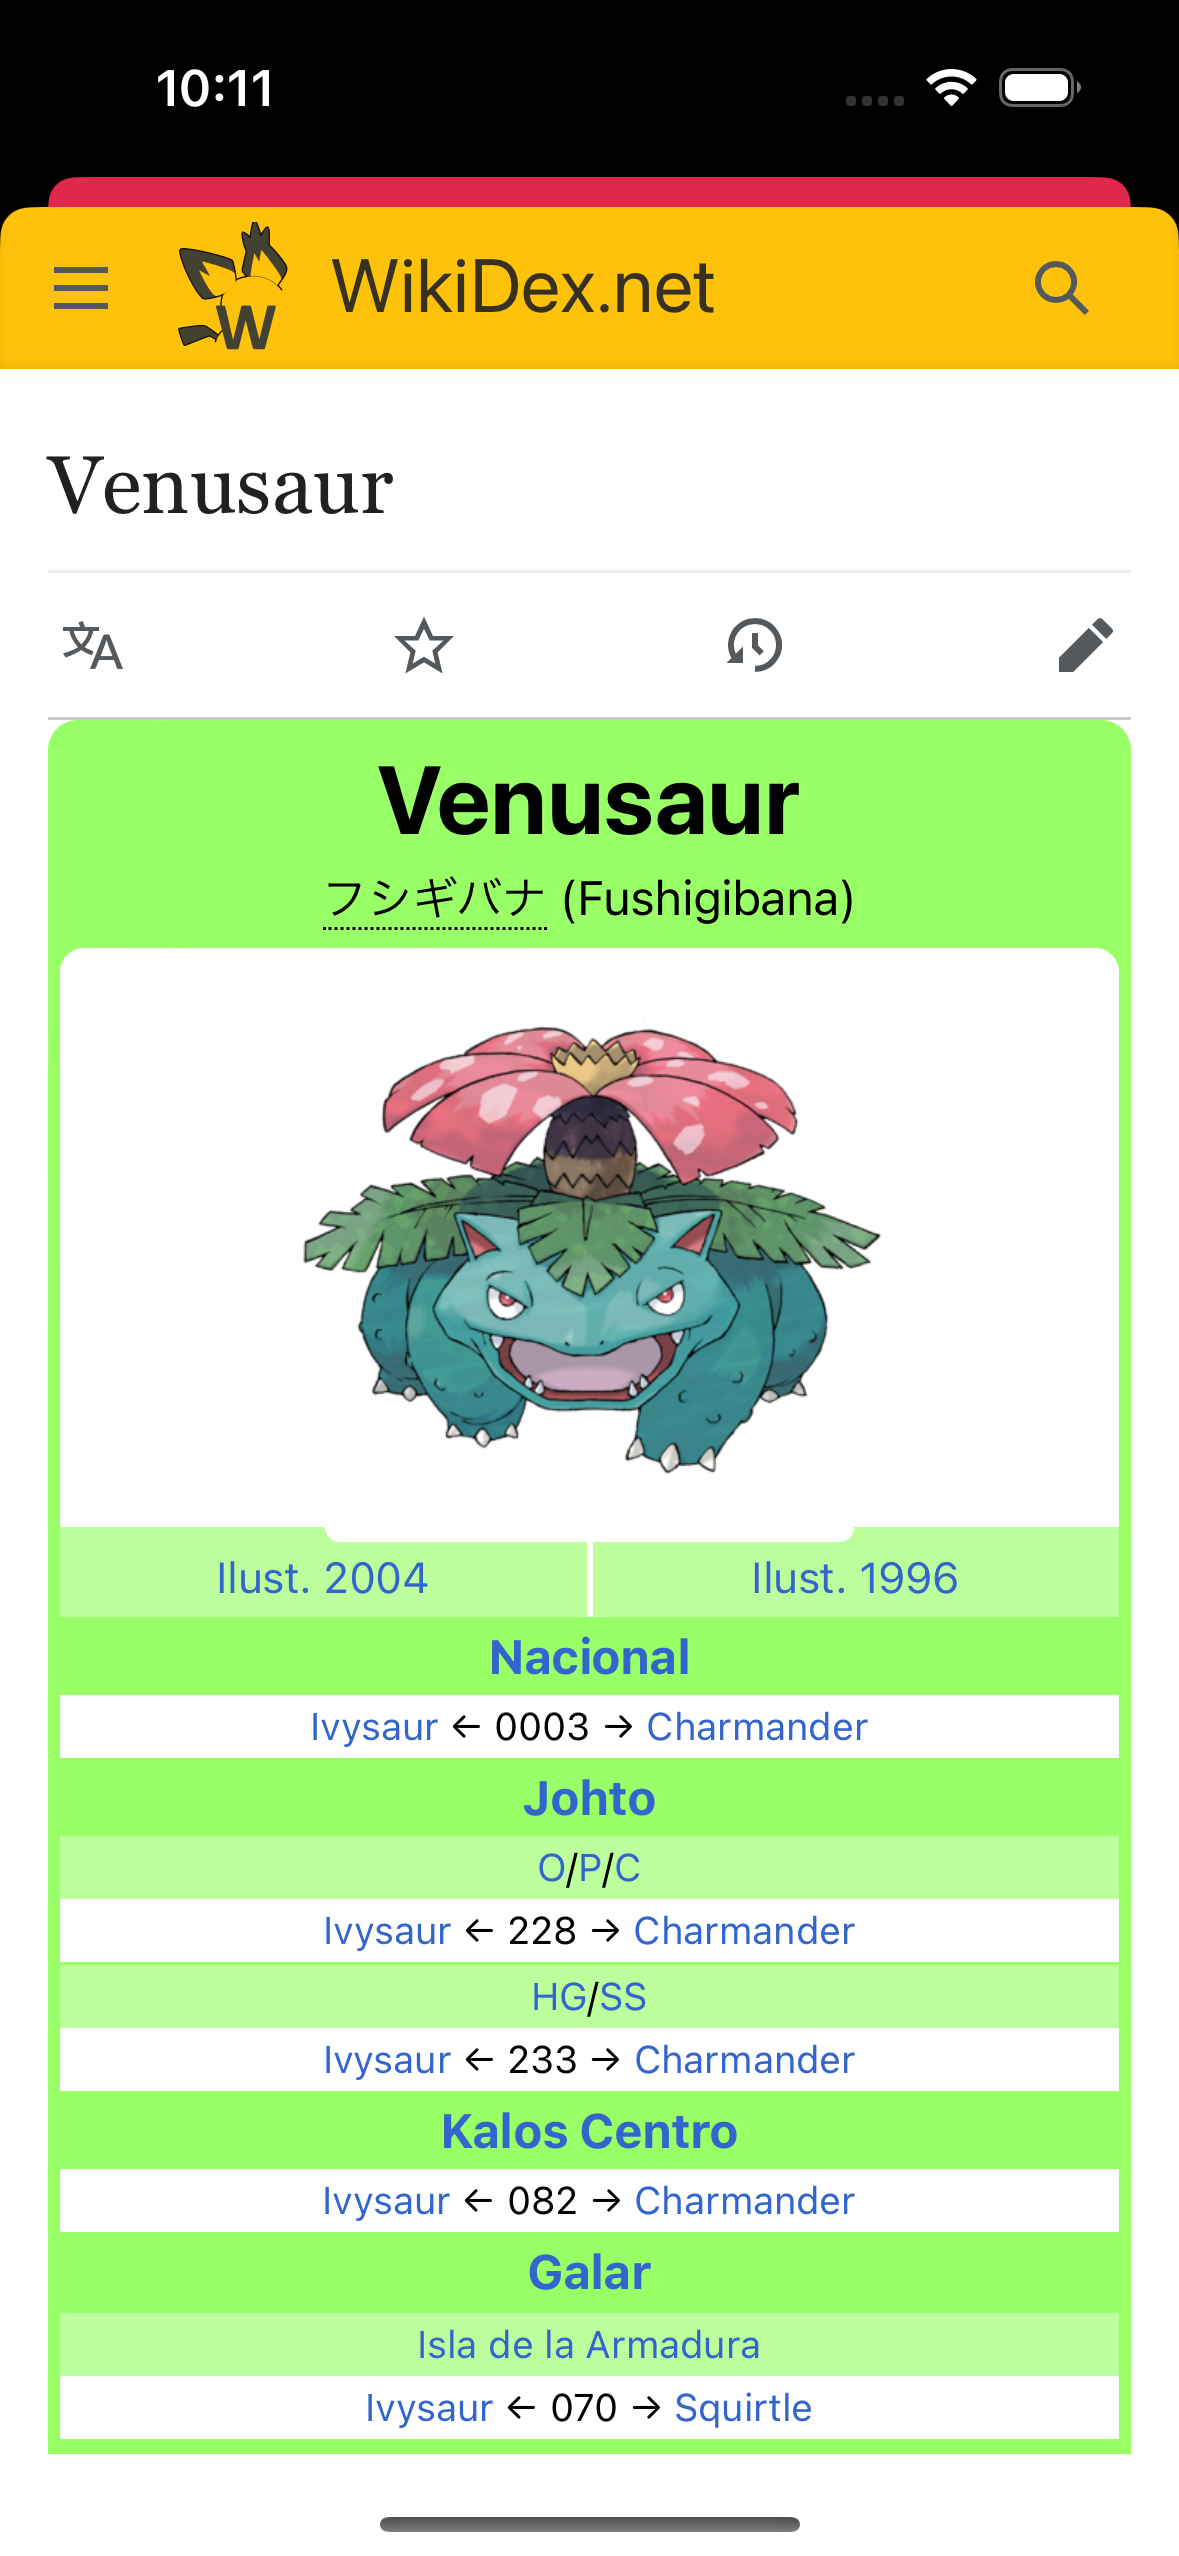 10:11
W
WikiDex.net
Venusaur
文A
Venusaur
フシギバナ (Fushigibana)
Ilust. 2004
Ilust. 1996
Nacional
Ivysaur ← 0003 → Charmander
Johto
O/P/C
Ivysaur ← 228 → Charmander
HG/SS
Ivysaur ← 233 → Charmander
Kalos Centro
Ivysaur ← 082 → Charmander
Galar
Isla de la Armadura
Ivysaur ← 070 → Squirtle